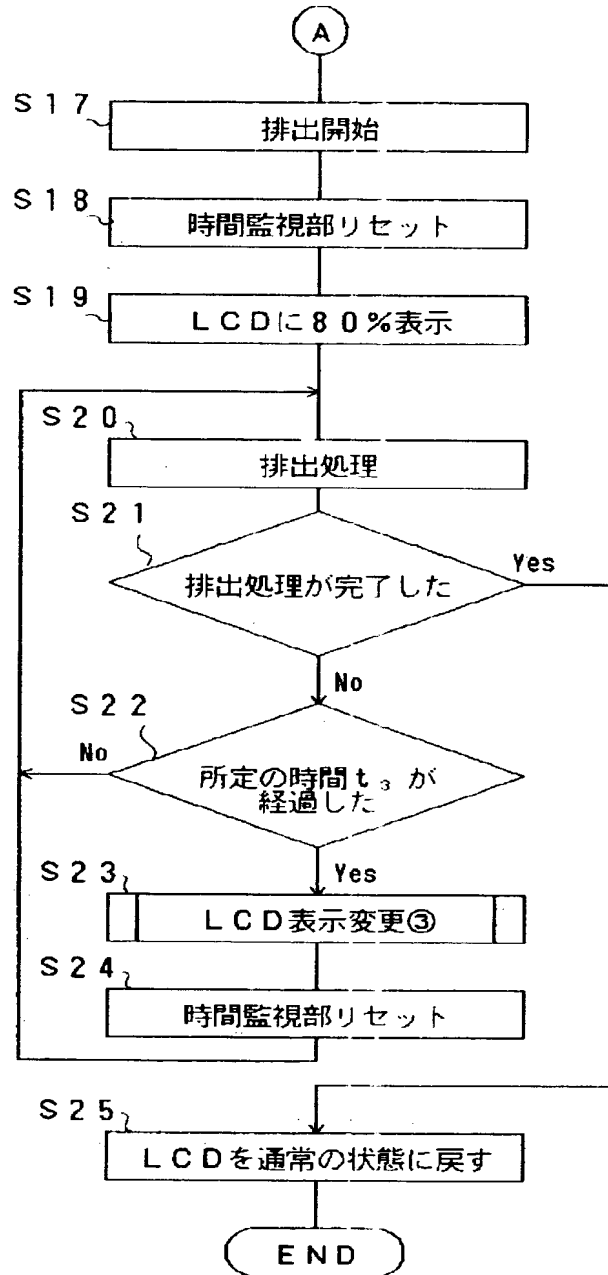 A
S17
排出開始
S18
時間監視部リセット
S19
LCDに80%表示
S20
排出処理
S21
排出処理が完了した
Yes
No
S22
No
所定の時間t₃が
経過した
Yes
S23
LCD表示変更③
S24
時間監視部リセット
S25
LCDを通常の状態に戻す
END